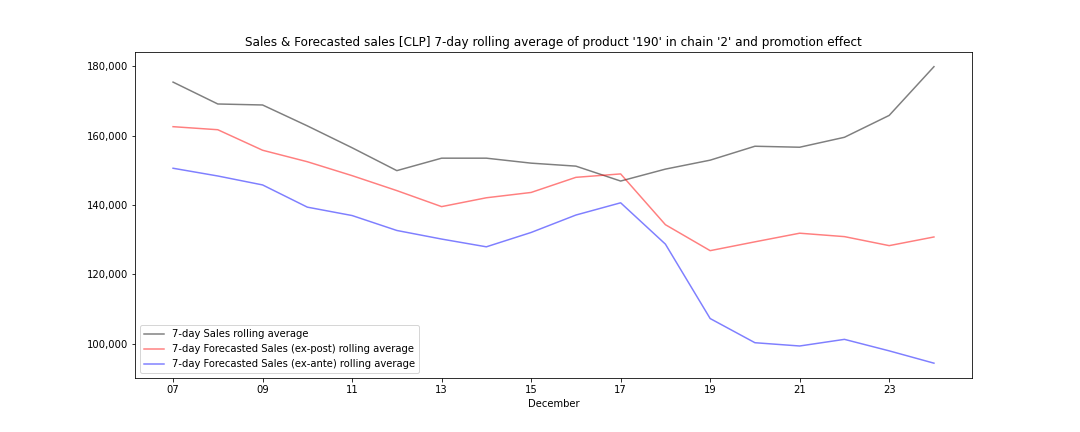 Sales & Forecasted sales [CLP] 7-day rolling average of product '190' in chain '2' and promotion effect
180,000
160,000
140,000
120,000
100,000
7-day Sales rolling average
7-day Forecasted Sales (ex-post) rolling average
7-day Forecasted Sales (ex-ante) rolling average
07 09 11 13 15 17 19 21 23
December